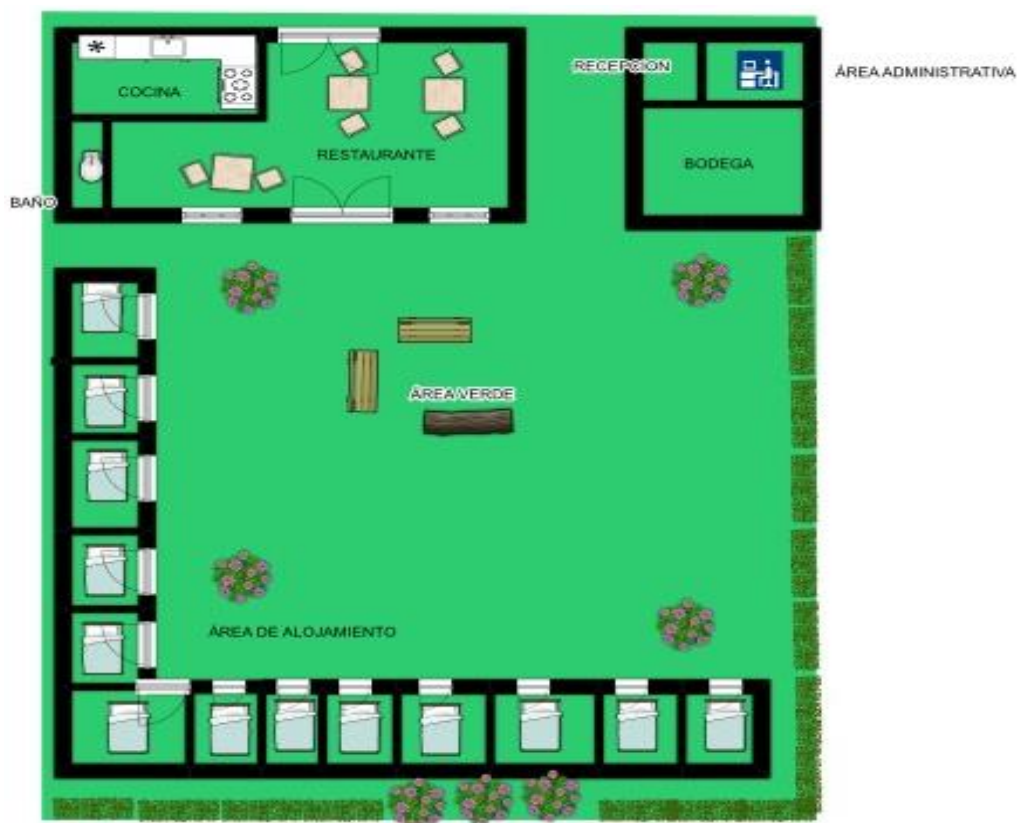 RECEPCION
ÁREA ADMINISTRATIVA
COCINA
RESTAURANTE
BODEGA
BAÑO
ÁREA VERDE
ÁREA DE ALOJAMIENTO